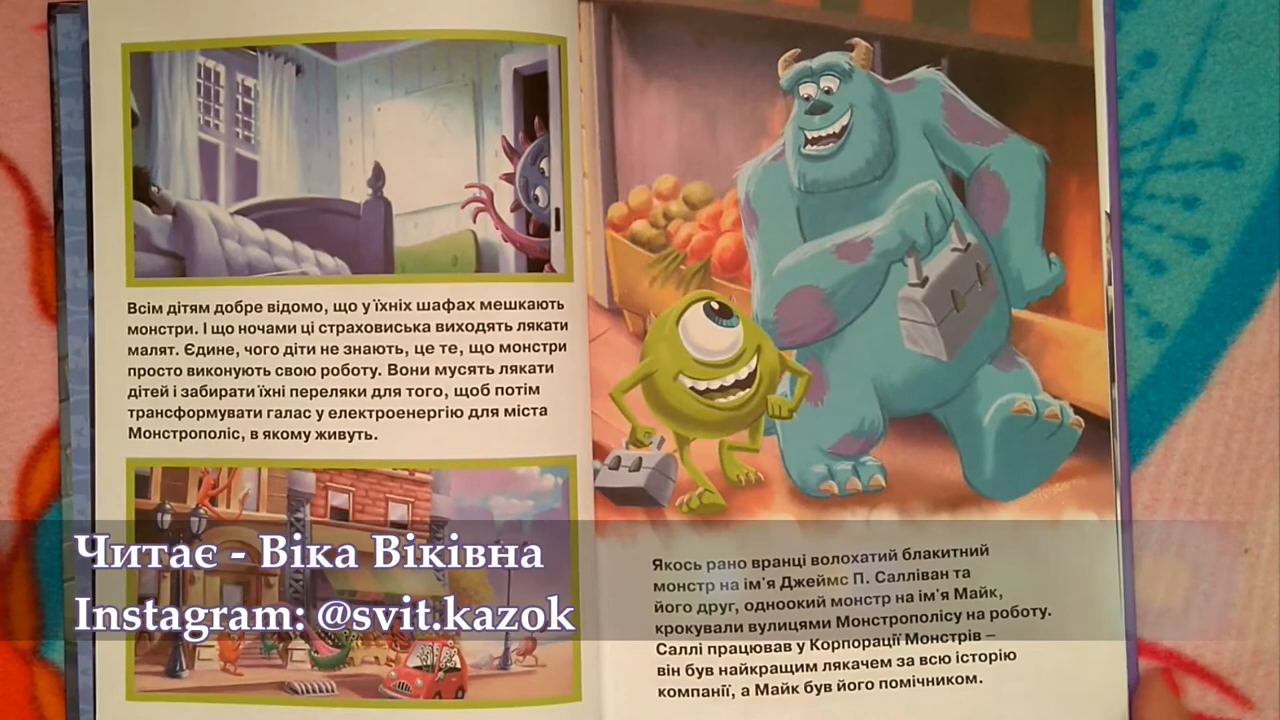 Всім дітям добре відомо, що у їхніх шафах мешкають
монстри. І що ночами ці страховиська виходять лякати
малят. Єдине, чого діти не знають, це те, що монстри
просто виконують свою роботу. Вони мусять лякати
дітей і забирати їхні переляки для того, щоб потім
трансформувати галас у електроенергію для міста
Монстрополіс, в якому живуть.
Читає - Віка Віківна
Instagram: @svit.kazok
Якось рано вранці волохатий блакитний
монстр на ім'я Джеймс П. Салліван та
його друг, одноокий монстр на ім'я Майк,
крокували вулицями Монстрополісу на роботу.
Саллі працював у Корпорації Монстрів –
він був найкращим лякачем за всю історію
компанії, а Майк був його помічником.